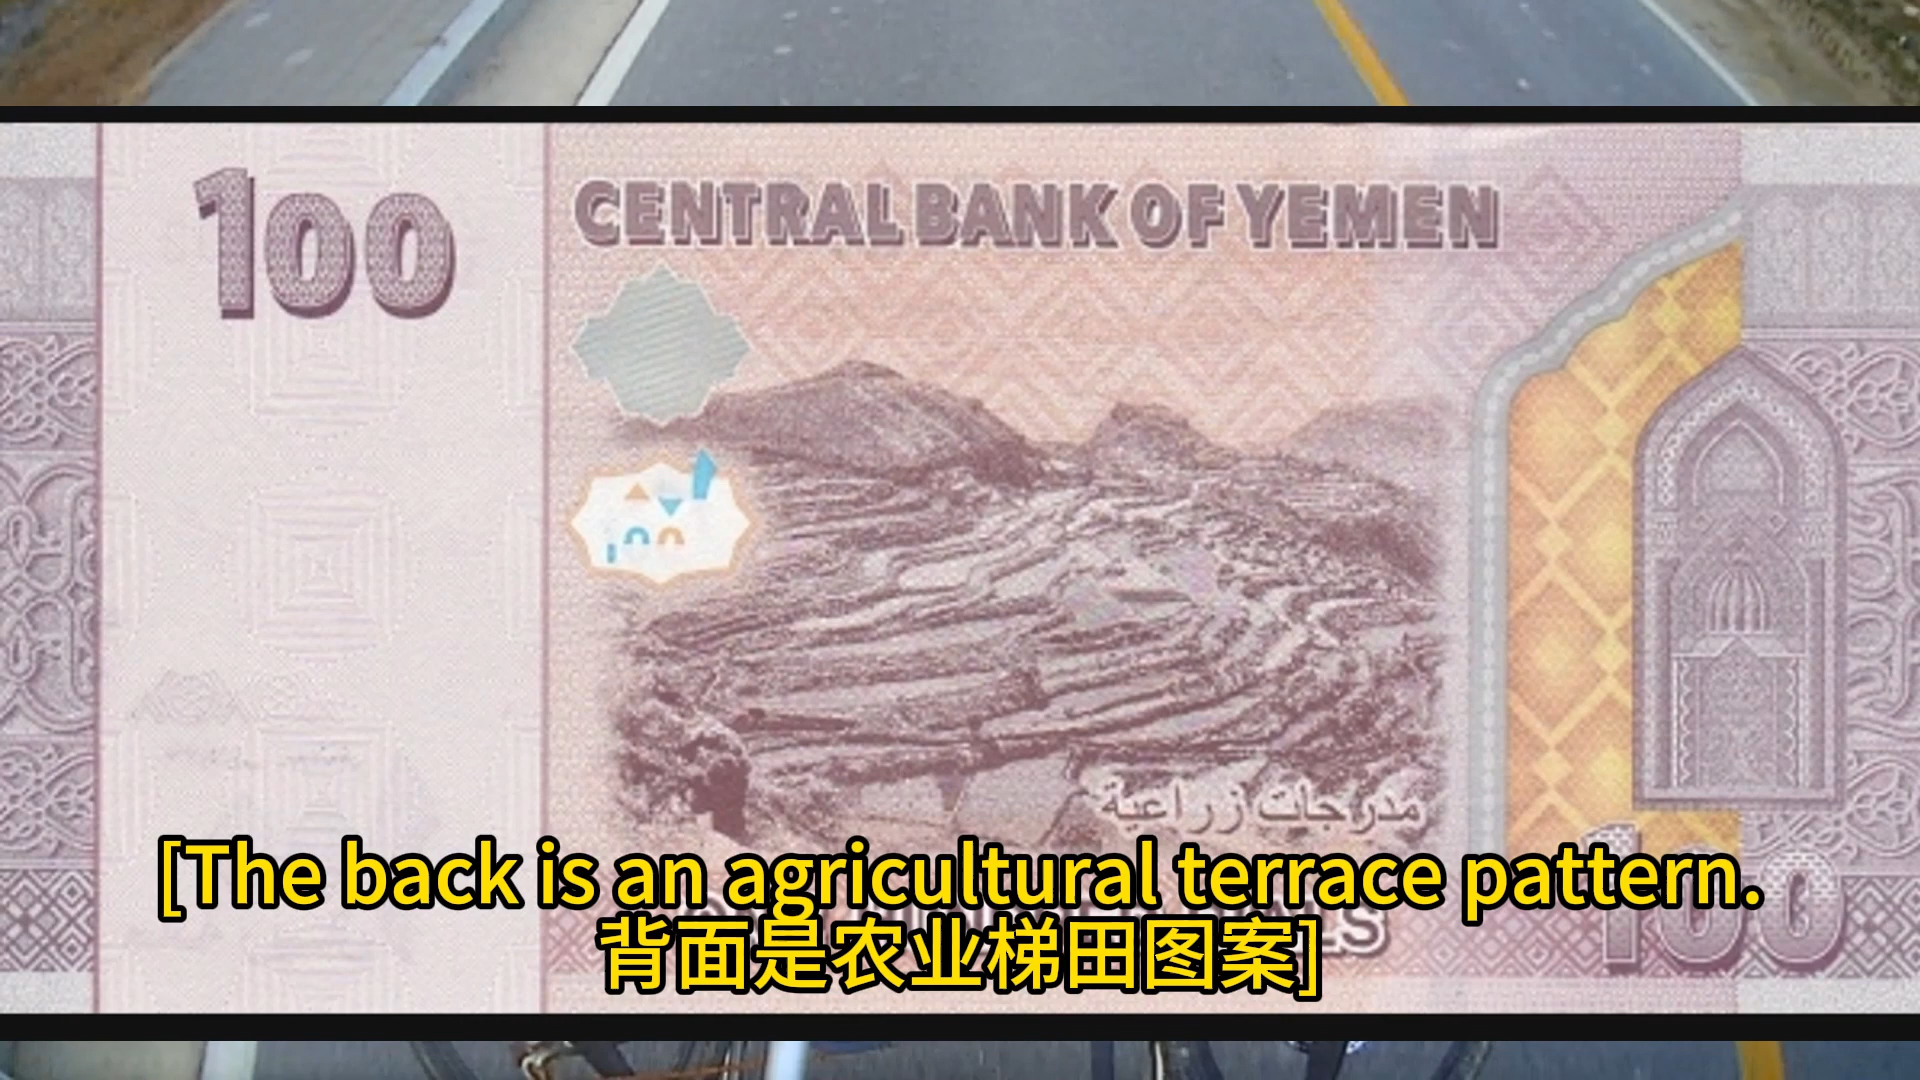 100
CENTRAL BANK OF YEMEN
مدرجات زراعية
[The back is an agricultural terrace pattern.
背面是农业梯田图案]
100